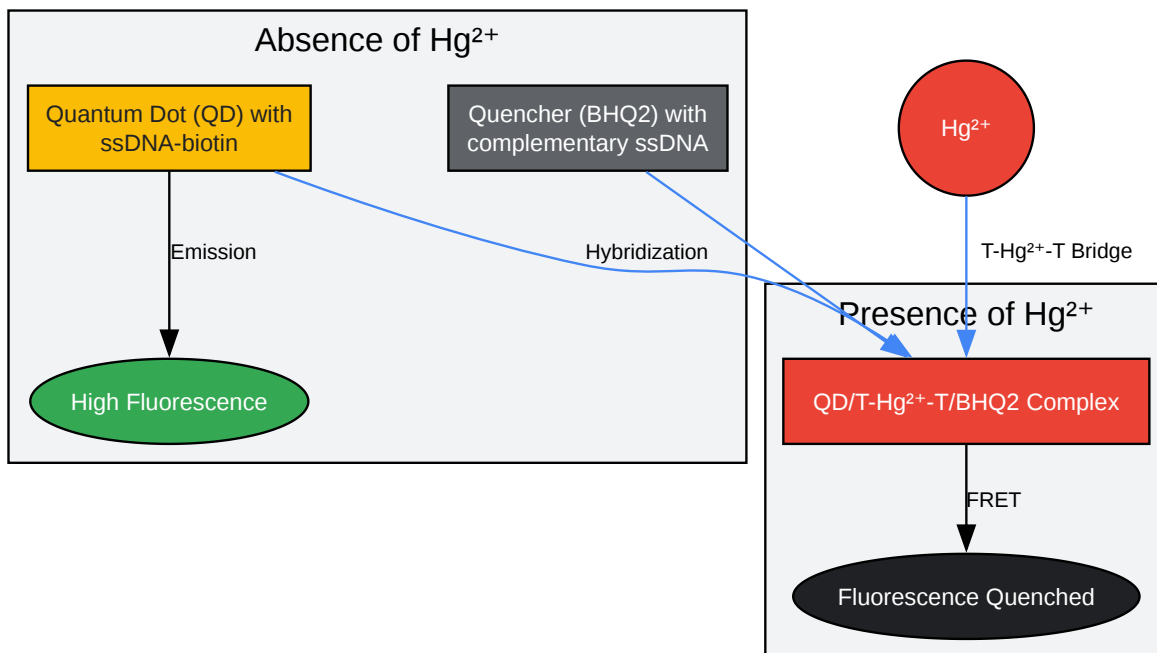 Absence of Hg²⁺
Quantum Dot (QD) with
ssDNA-biotin
Quencher (BHQ2) with
complementary ssDNA
Hg²⁺
Emission
Hybridization
T-Hg²⁺-T Bridge
Presence of Hg²⁺
High Fluorescence
QD/T-Hg²⁺-T/BHQ2 Complex
FRET
Fluorescence Quenched